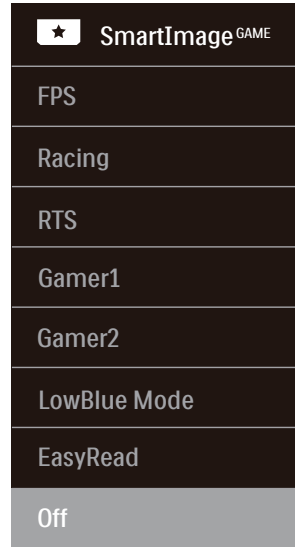 SmartImage GAME
FPS
Racing
RTS
Gamer1
Gamer2
LowBlue Mode
EasyRead
Off